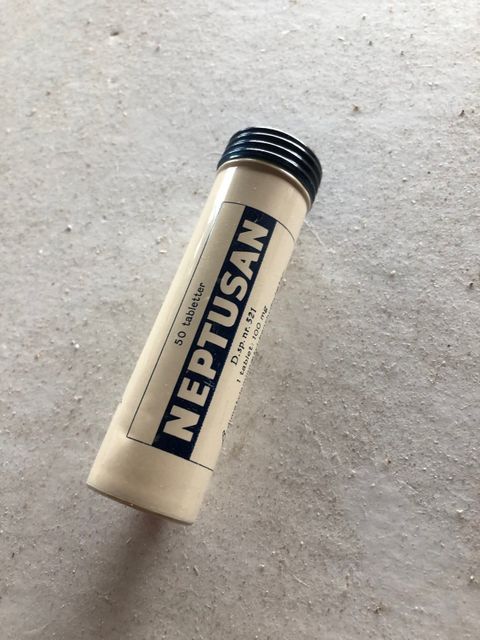 50 tabletter
NEPTUSAN
D.sp.nr. 521
1 tablet: 100 mg